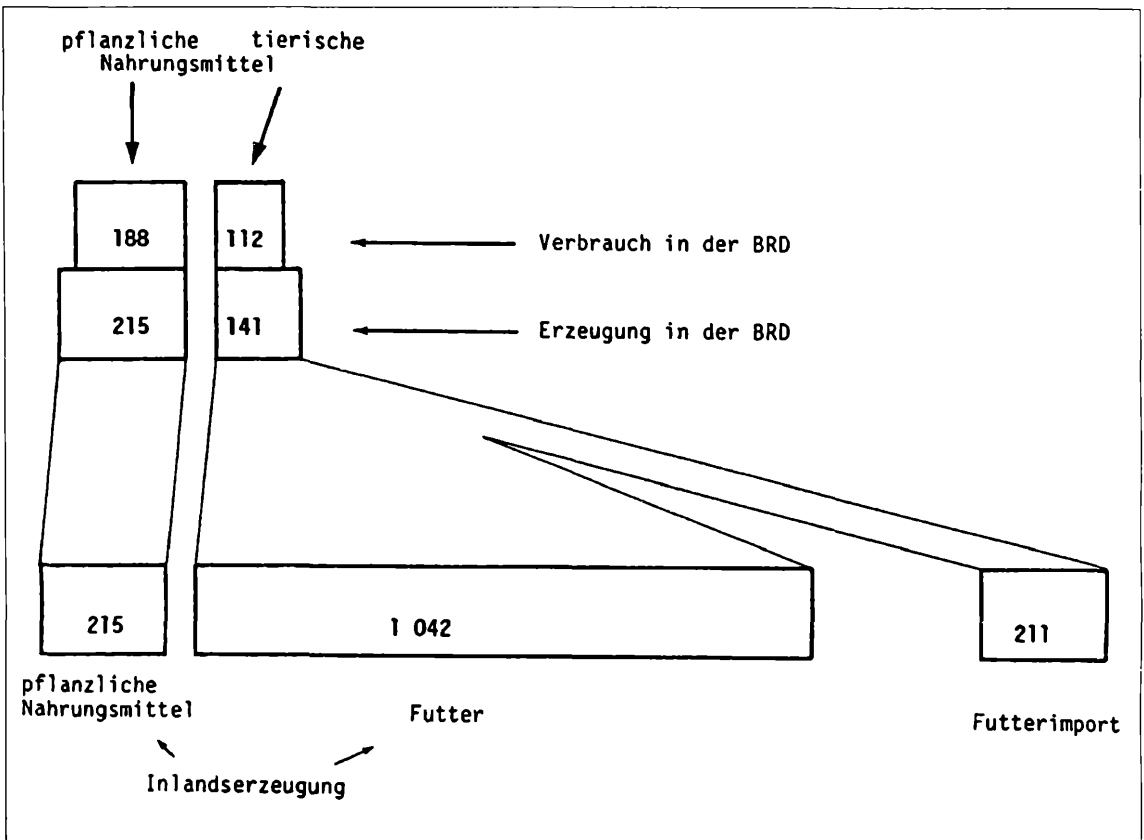 pflanzliche tierische
Nahrungsmittel
188 112
Verbrauch in der BRD
215 141
Erzeugung in der BRD
215 1 042 211
pflanzliche
Nahrungsmittel
Futter
Futterimport
Inlandserzeugung